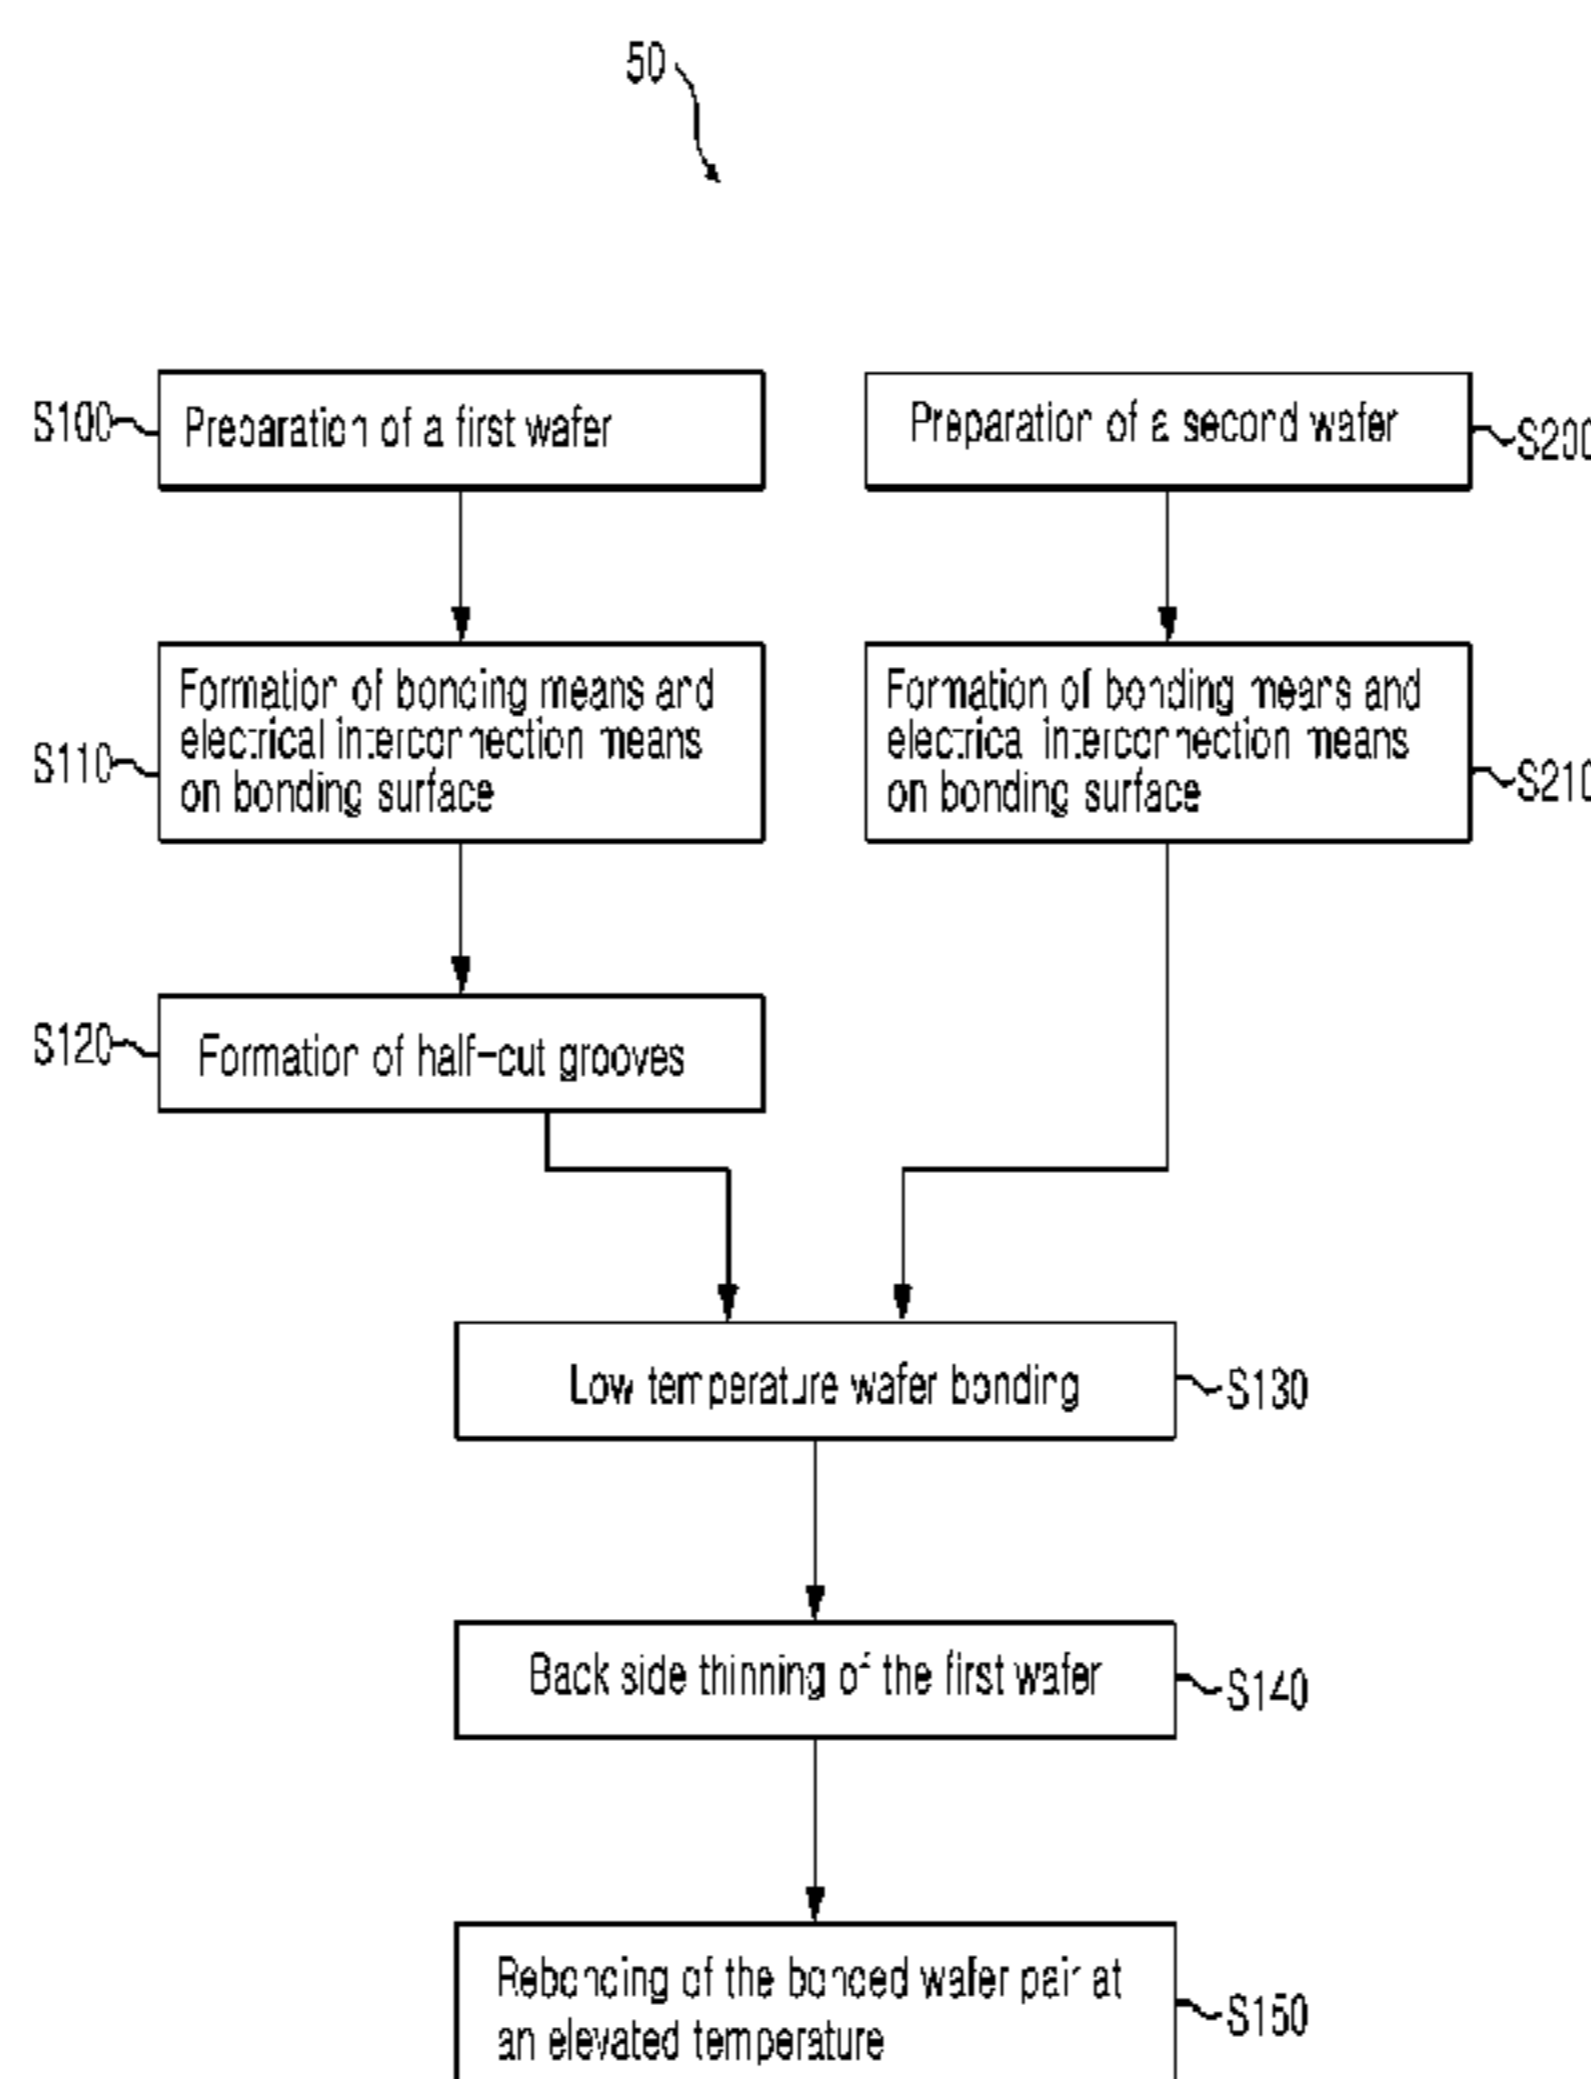 50
S100
Preparation of a first wafer
Preparation of a second wafer
S200
S110
Formation of bonding means and
electrical interconnection means
on bonding surface
Formation of bonding means and
electrical interconnection means
on bonding surface
S210
S120
Formation of half-cut grooves
Low temperature wafer bonding
S130
Back side thinning of the first wafer
S140
Rebonding of the bonded wafer pair at
an elevated temperature
S150